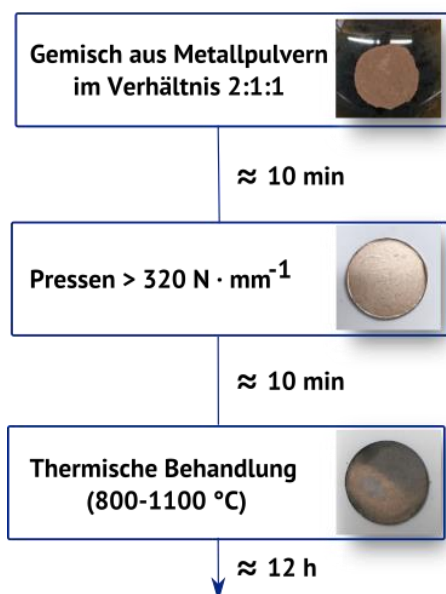 Gemisch aus Metallpulvern
im Verhältnis 2:1:1
≈ 10 min
Pressen > 320 N · mm⁻¹
≈ 10 min
Thermische Behandlung
(800-1100 °C)
≈ 12 h